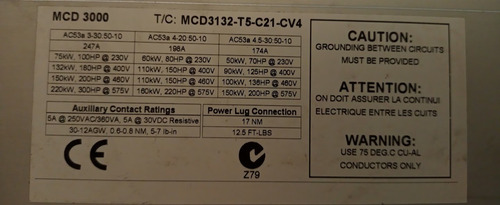 MCD 3000 T/C: MCD3132-T5-C21-CV4
AC53a 3-30:50-10 AC53a 4-20:50-10 AC53a 4.5-30:50-10
247A 198A 174A
75kW, 100HP @ 230V 60kW, 80HP @ 230V 50kW, 70HP @ 230V
132kW, 180HP @ 400V 110kW, 150HP @ 400V 90kW, 125HP @ 400V
150kW, 200HP @ 460V 110kW, 150HP @ 460V 100kW, 136HP @ 460V
220kW, 300HP @ 575V 160kW, 220HP @ 575V 150kW, 200HP @ 575V
Auxillary Contact Ratings
5A @ 250VAC/360VA, 5A @ 30VDC Resistive
30-12AGW, 0.6-0.8 NM, 5-7 lb-in
Power Lug Connection
17 NM
12.5 FT-LBS
CE
Z79
CAUTION:
GROUNDING BETWEEN CIRCUITS
MUST BE PROVIDED
ATTENTION:
ON DOIT ASSURER LA CONTINUI
ELECTRIQUE ENTRE LES CUITS
WARNING:
USE 75 DEG.C CU-AL
CONDUCTORS ONLY